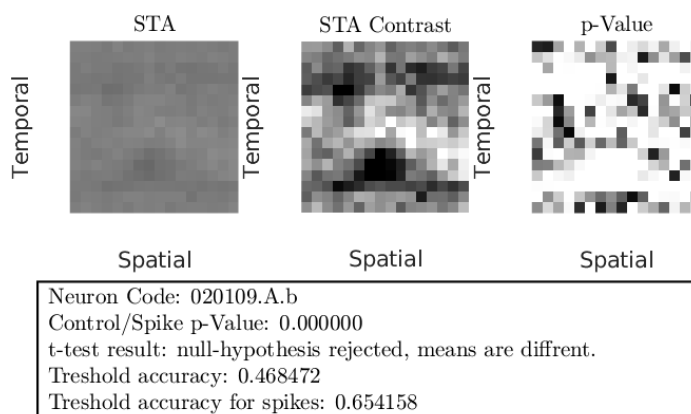 STA
STA Contrast
p-Value
Temporal
Temporal
Temporal
Spatial
Spatial
Spatial
Neuron Code: 020109.A.b
Control/Spike p-Value: 0.000000
t-test result: null-hypothesis rejected, means are diffrent.
Treshold accuracy: 0.468472
Treshold accuracy for spikes: 0.654158